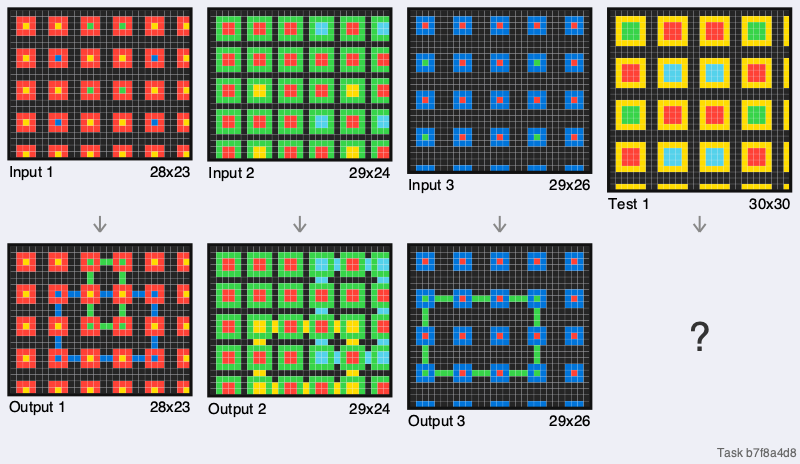 Input 1 28x23
Input 2 29x24
Input 3 29x26
Test 1 30x30
?
Output 1 28x23
Output 2 29x24
Output 3 29x26
Task b7f8a4d8